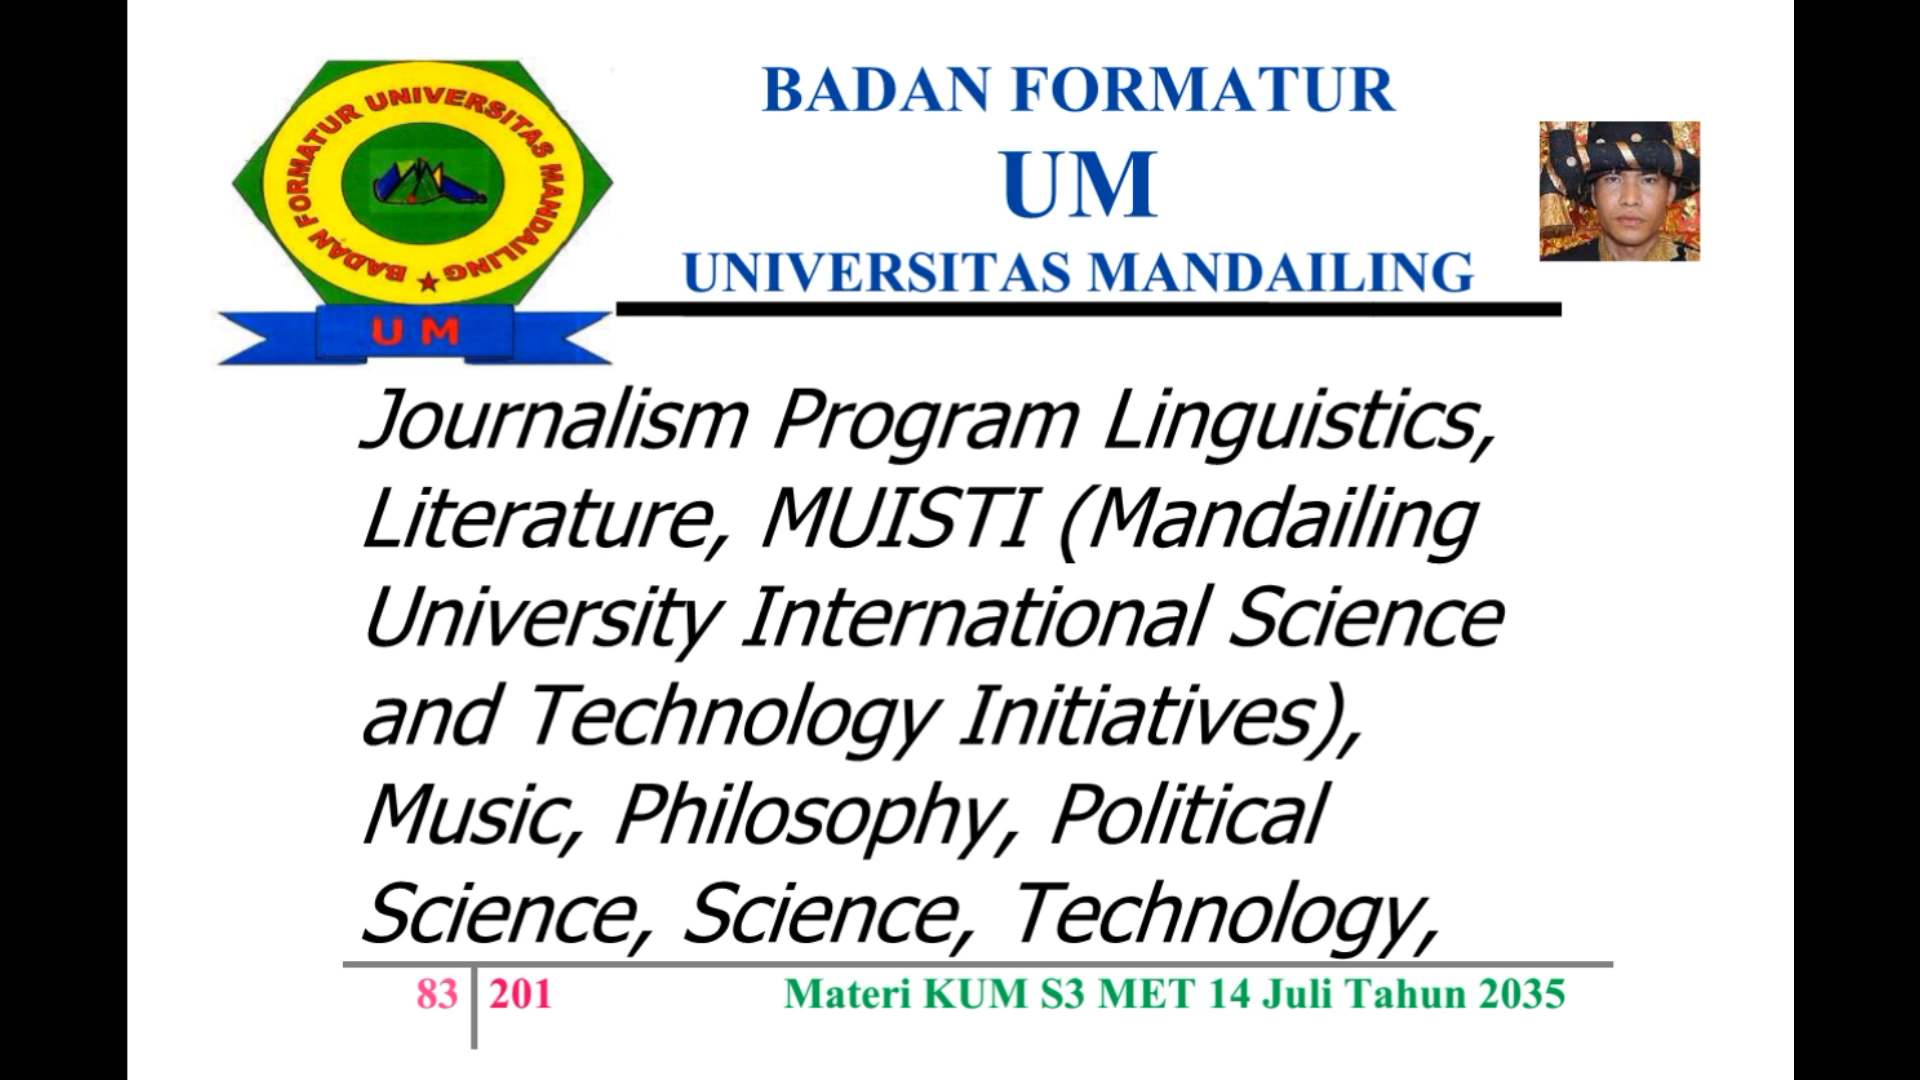 BADAN FORMATUR UNIVERSITAS MANDAILING
U M
BADAN FORMATUR
UM
UNIVERSITAS MANDAILING
Journalism Program Linguistics,
Literature, MUISTI (Mandailing
University International Science
and Technology Initiatives),
Music, Philosophy, Political
Science, Science, Technology,
83 201
Materi KUM S3 MET 14 Juli Tahun 2035